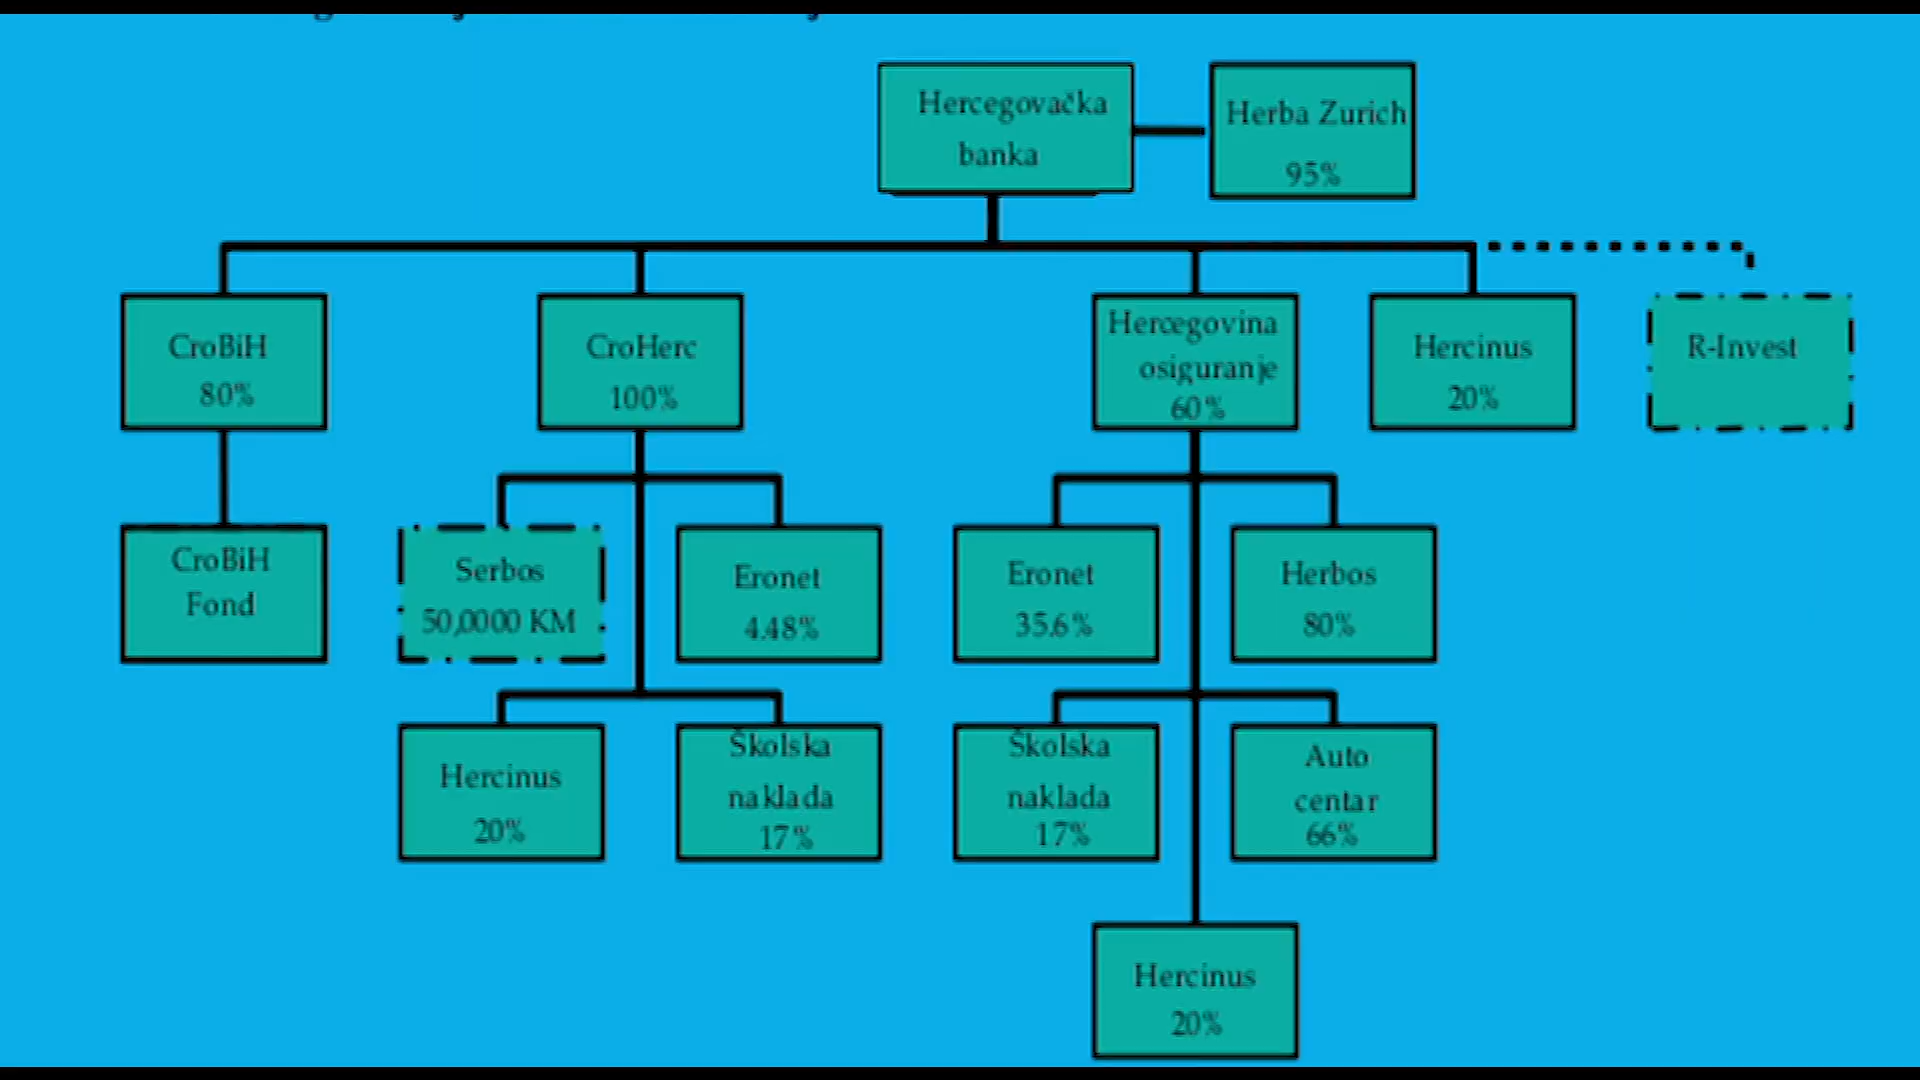 Hercegovačka
banka
Herba Zurich
95%
CroBiH
80%
CroHerc
100%
Hercegovina
osiguranje
60%
Hercinus
20%
R-Invest
CroBiH
Fond
Serbos
50,0000 KM
Eronet
4.48%
Eronet
35.6%
Herbos
80%
Hercinus
20%
Školska
naklada
17%
Školska
naklada
17%
Auto
centar
66%
Hercinus
20%